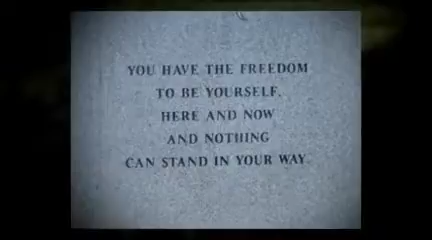 YOU HAVE THE FREEDOM
TO BE YOURSELF,
HERE AND NOW
AND NOTHING
CAN STAND IN YOUR WAY.